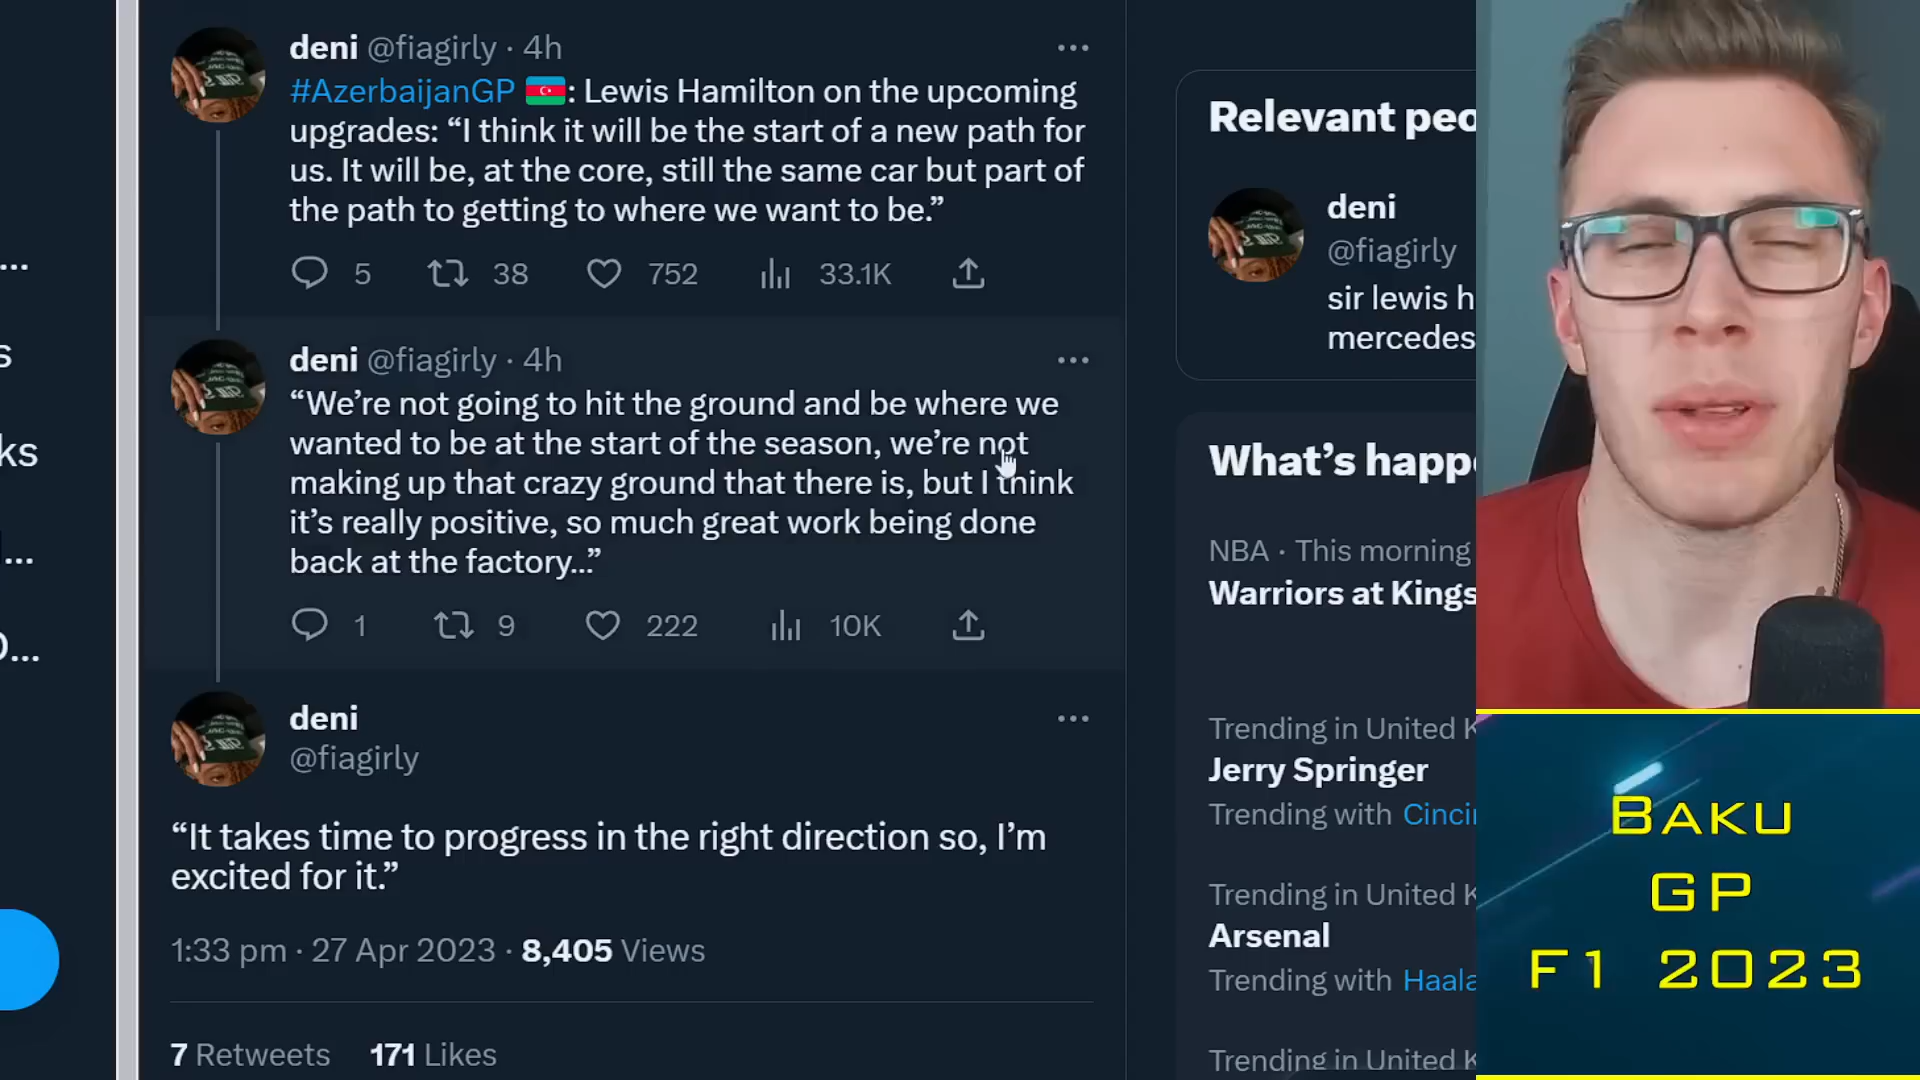 deni @fiagirly · 4h
#AzerbaijanGP 🇦🇿: Lewis Hamilton on the upcoming
upgrades: “I think it will be the start of a new path for
us. It will be, at the core, still the same car but part of
the path to getting to where we want to be.”
5 38 752 33.1K
deni @fiagirly · 4h
“We’re not going to hit the ground and be where we
wanted to be at the start of the season, we’re not
making up that crazy ground that there is, but I think
it’s really positive, so much great work being done
back at the factory...”
1 9 222 10K
deni
@fiagirly
“It takes time to progress in the right direction so, I’m
excited for it.”
1:33 pm · 27 Apr 2023 · 8,405 Views
7 Retweets 171 Likes
Relevant peo
deni
@fiagirly
sir lewis h
mercedes
What’s happe
NBA · This morning
Warriors at Kings
Trending in United K
Jerry Springer
Trending with Cincin
Trending in United K
Arsenal
Trending with Haala
Trending in United K
BAKU
GP
F1 2023